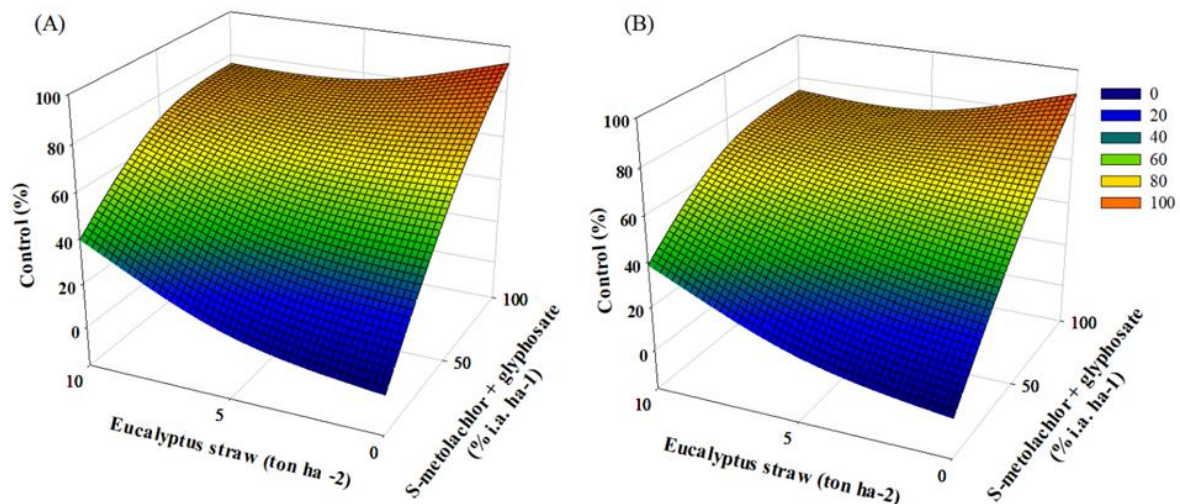 (A)
100
80
60
40
20
0
Control (%)
10
5
0
Eucalyptus straw (ton ha -2)
100
50
S-metolachlor + glyphosate
(% i.a. ha-1)
(B)
100
80
60
40
20
0
Control (%)
10
5
0
Eucalyptus straw (ton ha-2)
100
50
S-metolachlor + glyphosate
(% i.a. ha-1)
0
20
40
60
80
100